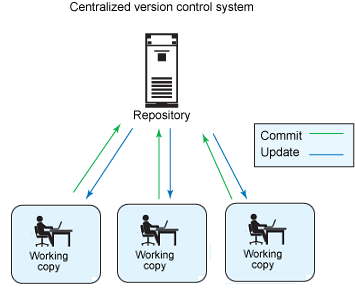 Centralized version control system
Repository
Commit
Update
Working
copy
Working
copy
Working
copy